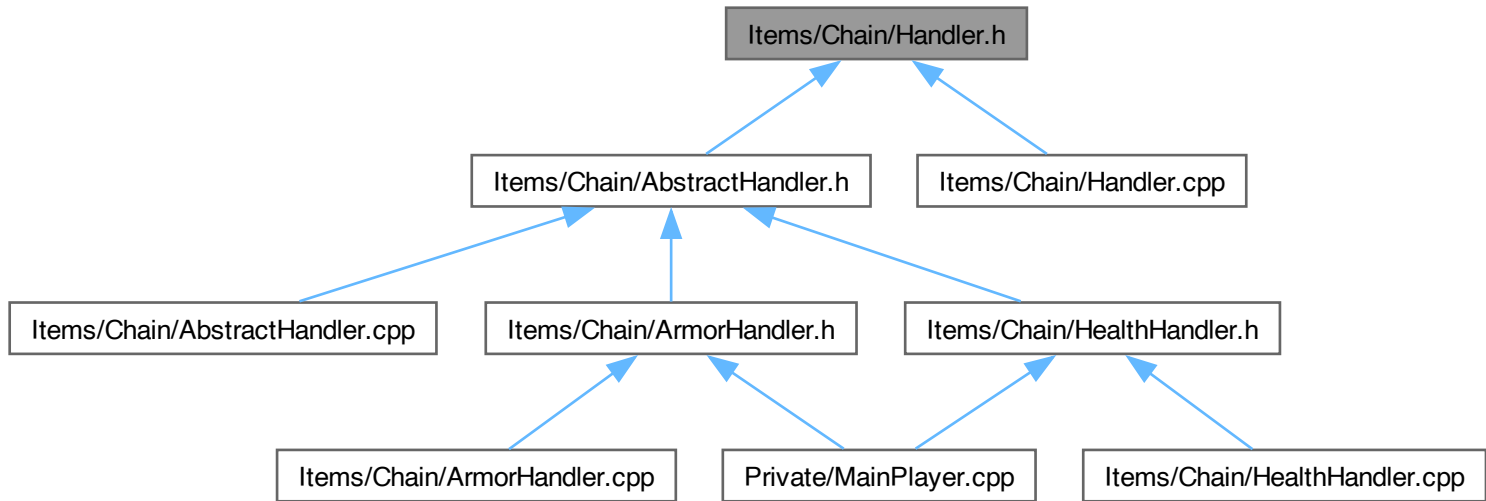 Items/Chain/Handler.h
Items/Chain/AbstractHandler.h
Items/Chain/Handler.cpp
Items/Chain/AbstractHandler.cpp
Items/Chain/ArmorHandler.h
Items/Chain/HealthHandler.h
Items/Chain/ArmorHandler.cpp
Private/MainPlayer.cpp
Items/Chain/HealthHandler.cpp